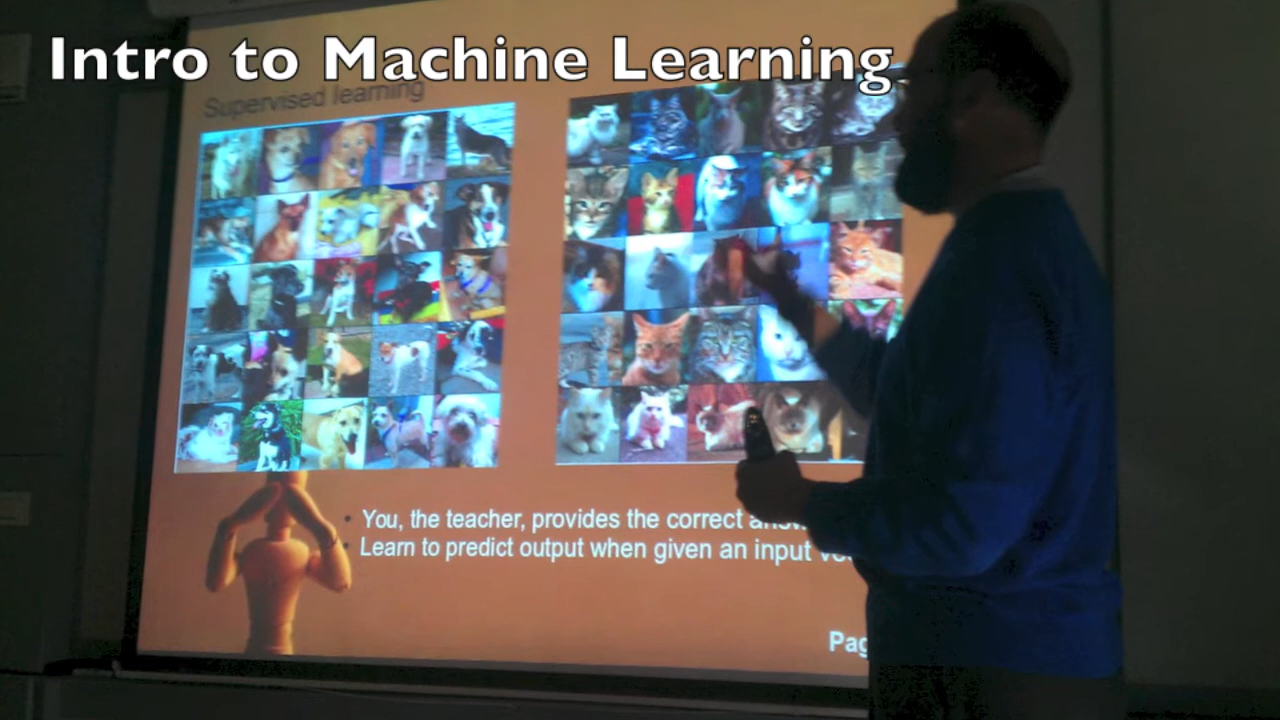 Intro to Machine Learning
Supervised learning
• You, the teacher, provides the correct
• Learn to predict output when given an input